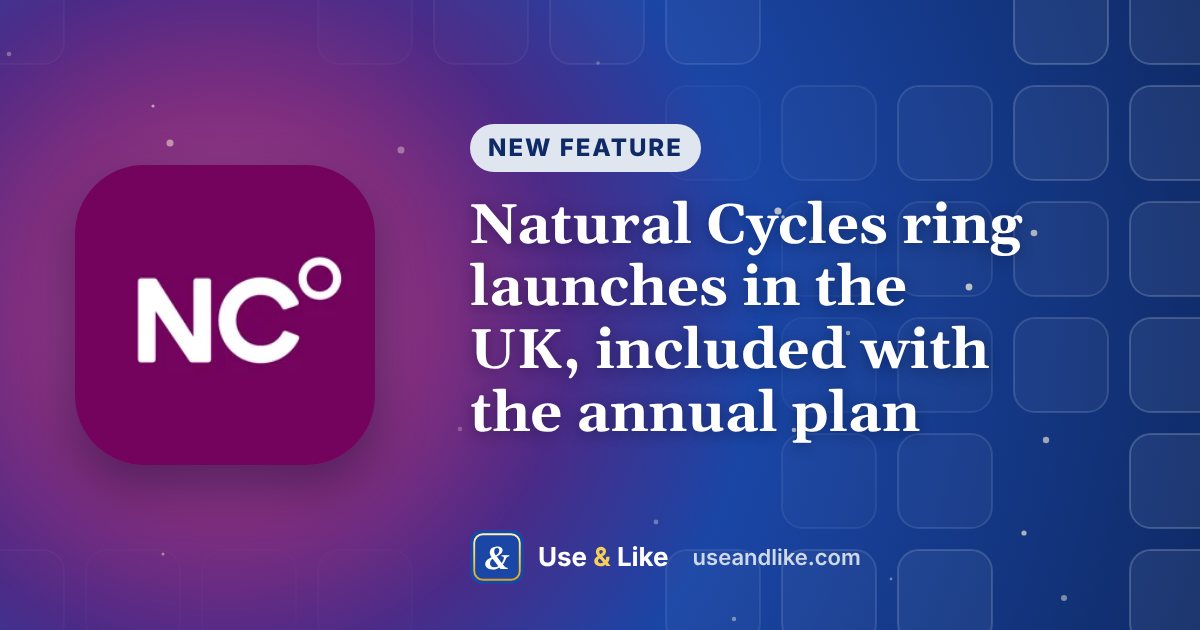 NC°
NEW FEATURE
Natural Cycles ring
launches in the
UK, included with
the annual plan
& Use & Like useandlike.com